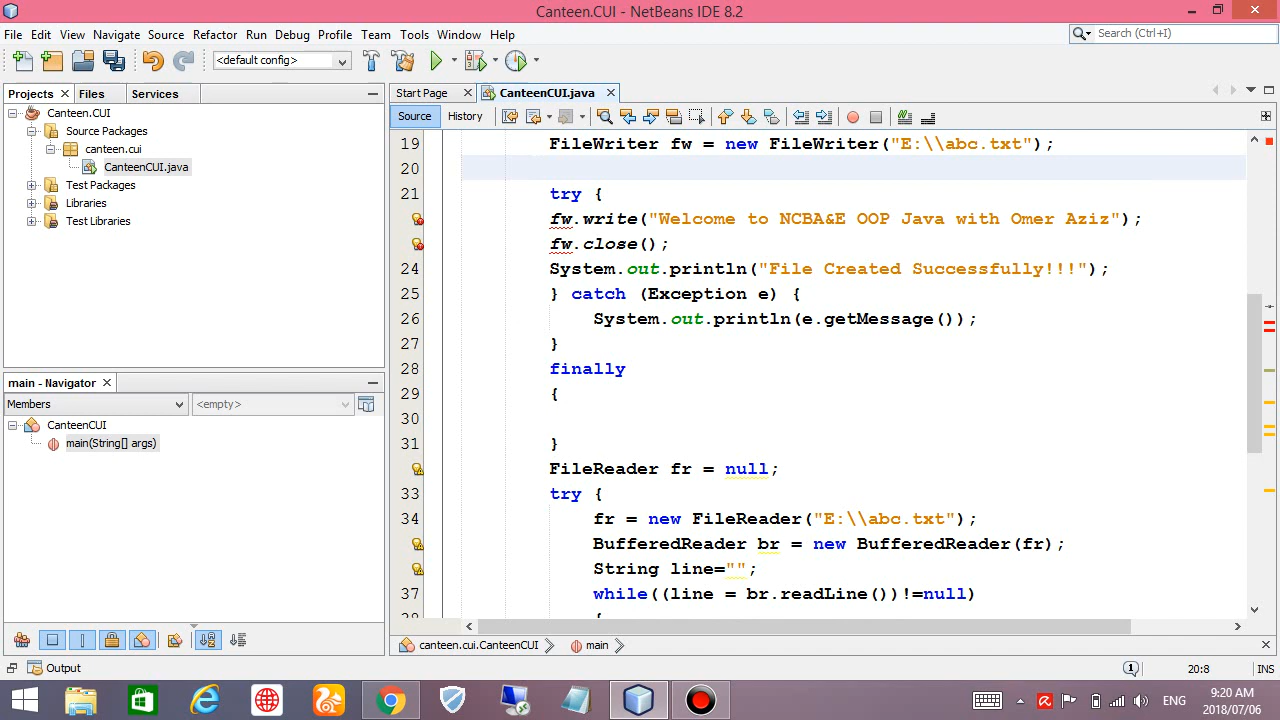 Canteen.CUI - NetBeans IDE 8.2
File Edit View Navigate Source Refactor Run Debug Profile Team Tools Window Help
Search (Ctrl+I)
<default config>
Projects Files Services
Start Page CanteenCUI.java
Source History
Canteen.CUI
Source Packages
canteen.cui
CanteenCUI.java
Test Packages
Libraries
Test Libraries
19 FileWriter fw = new FileWriter("E:\\abc.txt");
20
21 try {
fw.write("Welcome to NCBA&E OOP Java with Omer Aziz");
fw.close();
24 System.out.println("File Created Successfully!!!");
25 } catch (Exception e) {
26 System.out.println(e.getMessage());
27 }
28 finally
29 {
30
31 }
FileReader fr = null;
33 try {
34 fr = new FileReader("E:\\abc.txt");
BufferedReader br = new BufferedReader(fr);
String line="";
37 while((line = br.readLine())!=null)
main - Navigator
Members <empty>
CanteenCUI
main(String[] args)
canteen.cui.CanteenCUI main
Output
1 20:8 INS
ENG
9:20 AM
2018/07/06